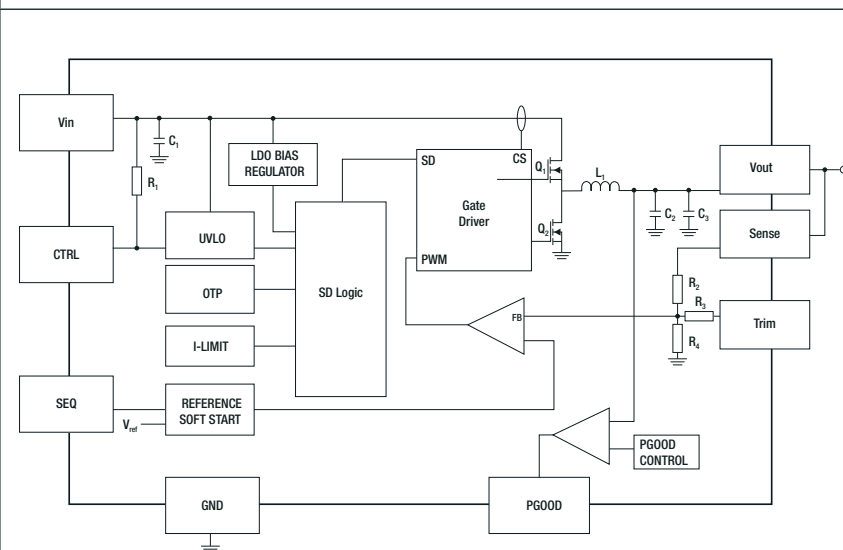 Vin
C1
R1
LDO BIAS
REGULATOR
CTRL
UVLO
OTP
I-LIMIT
SD Logic
SD
CS
Gate
Driver
PWM
Q1
Q2
L1
C2
C3
Vout
Sense
R2
R3
R4
Trim
FB
SEQ
REFERENCE
SOFT START
Vref
PGOOD
CONTROL
GND
PGOOD